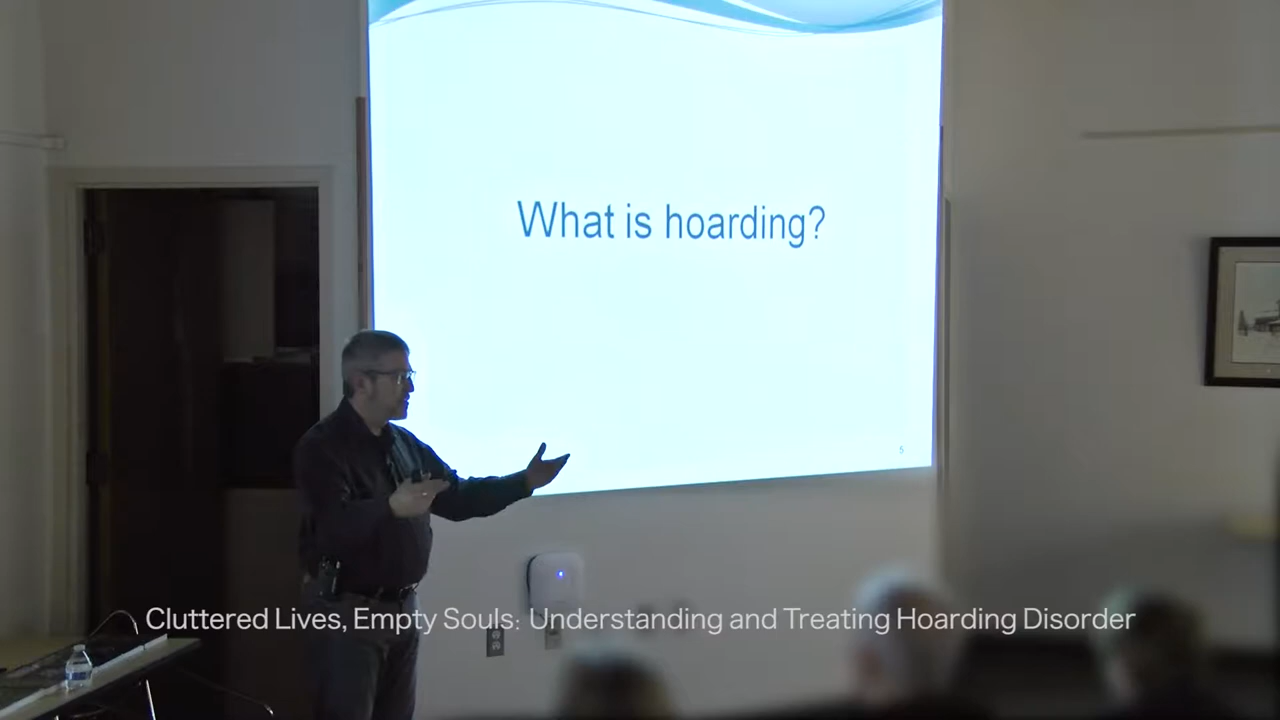 What is hoarding?
5
Cluttered Lives, Empty Souls: Understanding and Treating Hoarding Disorder